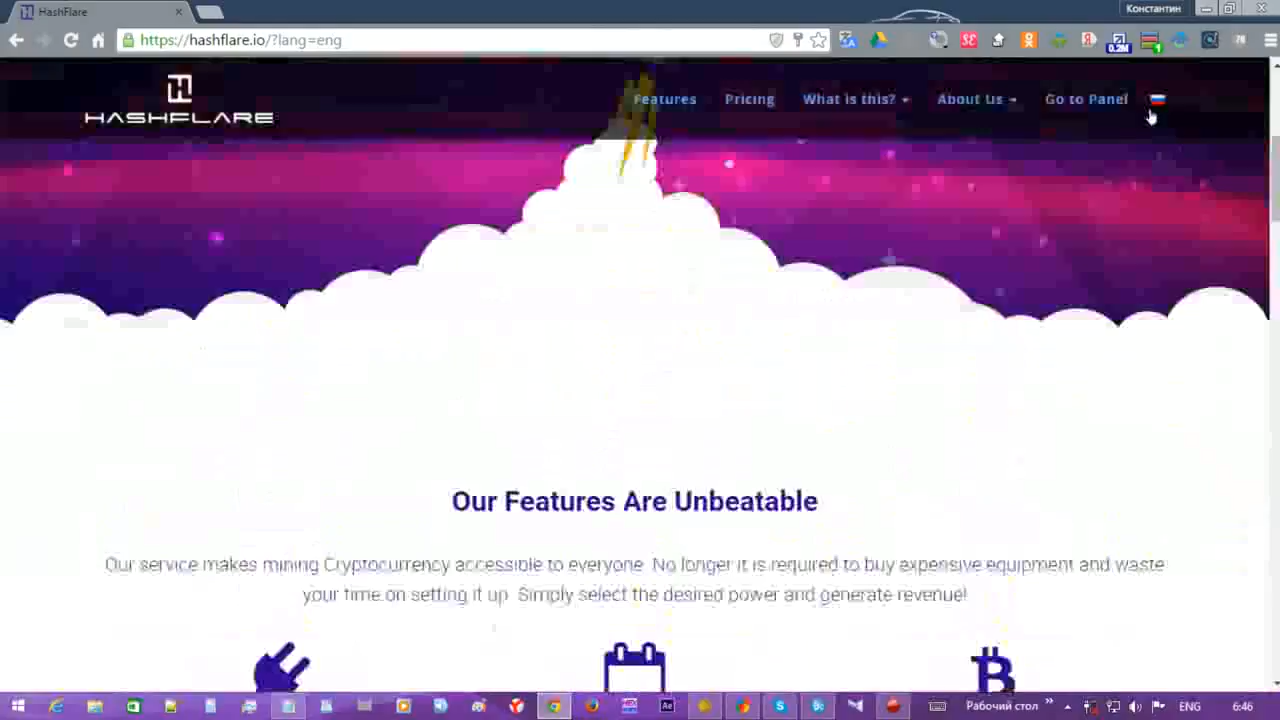 HashFlare
Константин
https://hashflare.io/?lang=eng
0.2M
1
HASHFLARE
Features
Pricing
What is this?
About Us
Go to Panel
Our Features Are Unbeatable
Our service makes mining Cryptocurrency accessible to everyone. No longer it is required to buy expensive equipment and waste
your time on setting it up. Simply select the desired power and generate revenue!
Рабочий стол
ENG
6:46